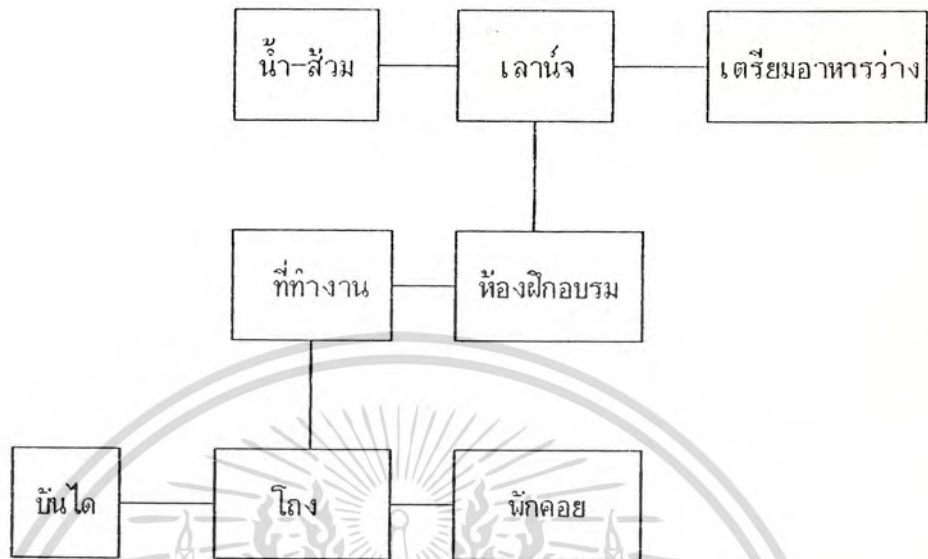 น้ำ-ส้วม
เลาน์จ
เตรียมอาหารว่าง
ที่ทำงาน
ห้องฝึกอบรม
บันได
โถง
พักคอย